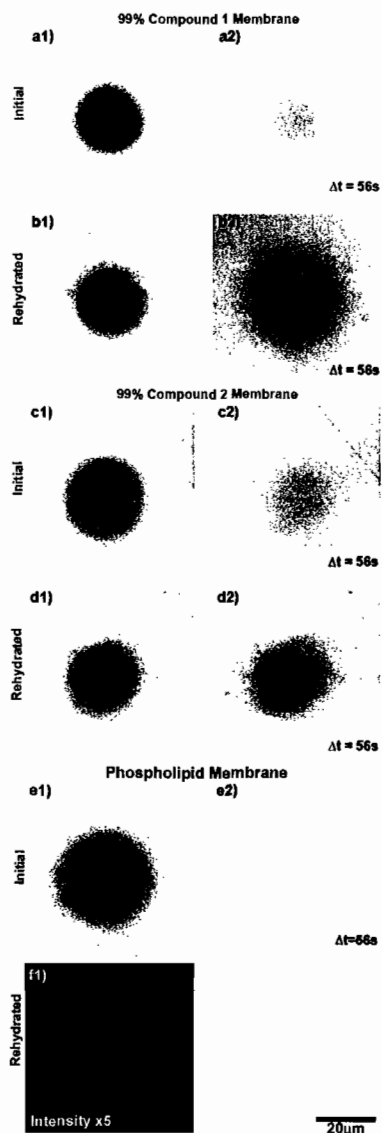 99% Compound 1 Membrane
a1) a2)
Initial
Δt = 56s
b1)
Rehydrated
Δt = 56s
99% Compound 2 Membrane
c1) c2)
Initial
Δt = 56s
d1) d2)
Rehydrated
Δt = 56s
Phospholipid Membrane
e1) e2)
Initial
Δt=56s
f1)
Rehydrated
Intensity x5
20um